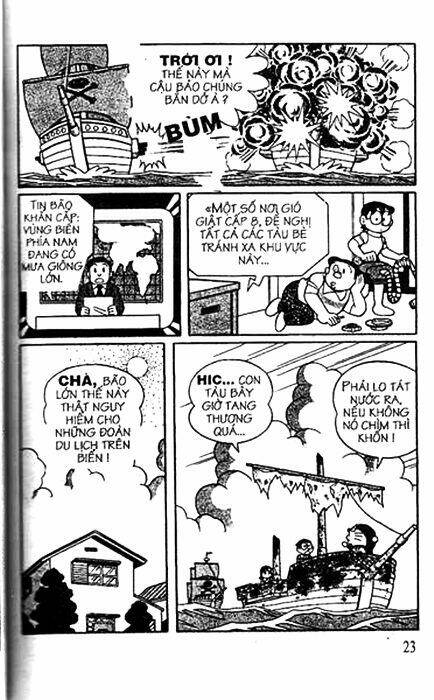 TRỜI ƠI !
THẾ NÀY MÀ
CẬU BẢO CHÚNG
BẮN DỞ À ?
BÙM
TIN BÃO
KHẨN CẤP:
VÙNG BIỂN
PHÍA NAM
ĐANG CÓ
MƯA GIÔNG
LỚN.
«MỘT SỐ NƠI GIÓ
GIẬT CẤP 8, ĐỀ NGHỊ
TẤT CẢ CÁC TÀU BÈ
TRÁNH XA KHU VỰC
NÀY...
CHÀ, BÃO
LỚN THẾ NÀY
THẬT NGUY
HIỂM CHO
NHỮNG ĐOÀN
DU LỊCH TRÊN
BIỂN !
HIC... CON
TÀU BÂY
GIỜ TANG
THƯƠNG
QUÁ...
PHẢI LO TÁT
NƯỚC RA,
NẾU KHÔNG
NÓ CHÌM THÌ
KHỐN !
23